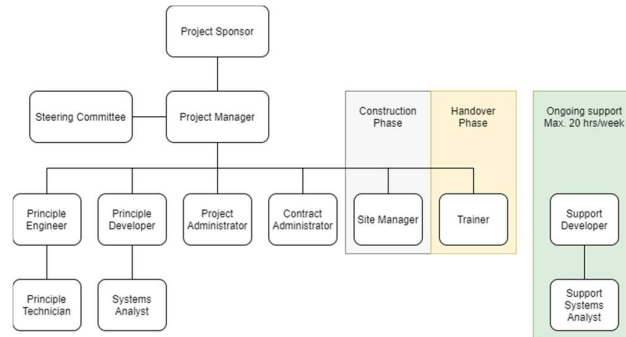 Project Sponsor
Steering Committee
Project Manager
Construction
Phase
Handover
Phase
Ongoing support
Max. 20 hrs/week
Principle
Engineer
Principle
Developer
Project
Administrator
Contract
Administrator
Site Manager
Trainer
Support
Developer
Principle
Technician
Systems
Analyst
Support
Systems
Analyst